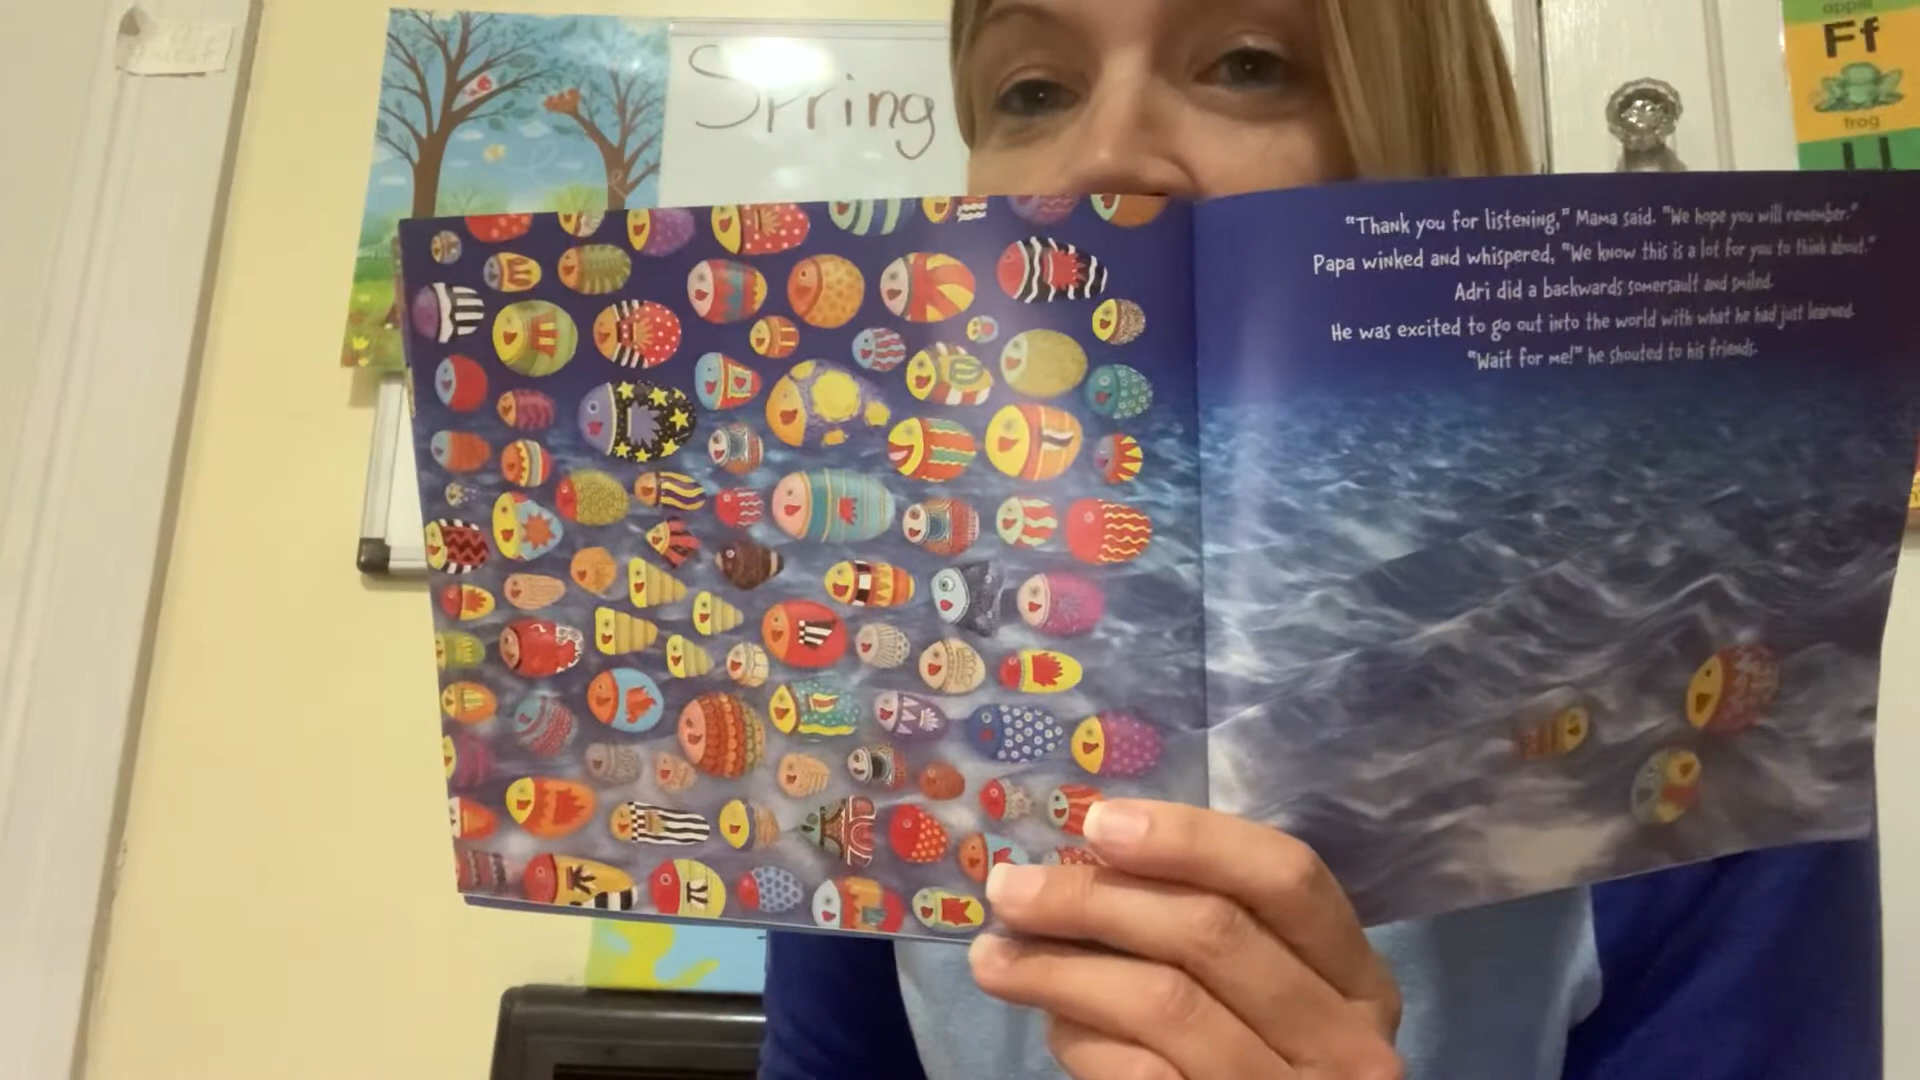 Spring
apple
Ff
frog
"Thank you for listening," Mama said. "We hope you will remember."
Papa winked and whispered, "We know this is a lot for you to think about."
Adri did a backwards somersault and smiled.
He was excited to go out into the world with what he had just learned.
"Wait for me!" he shouted to his friends.